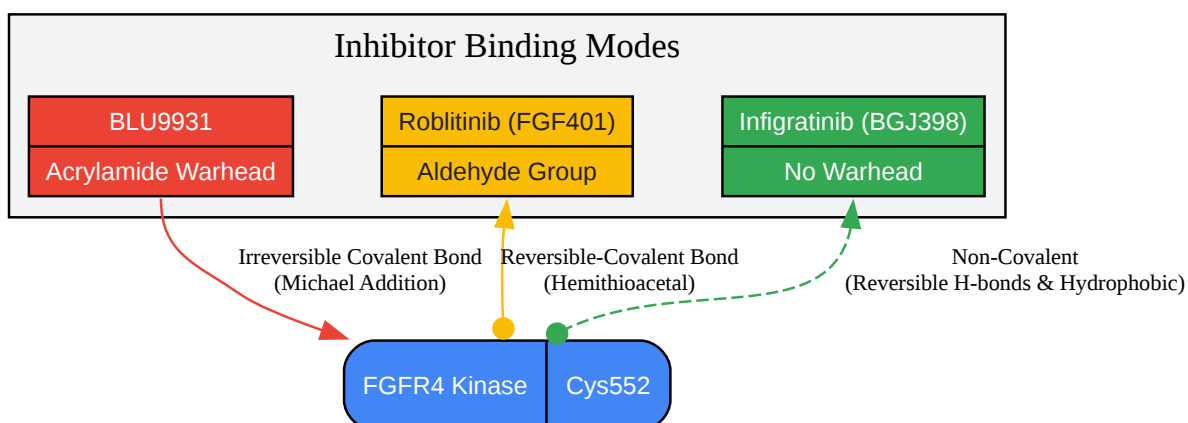 Inhibitor Binding Modes
BLU9931
Acrylamide Warhead
Roblitinib (FGF401)
Aldehyde Group
Infigratinib (BGJ398)
No Warhead
Irreversible Covalent Bond
(Michael Addition)
Reversible-Covalent Bond
(Hemithioacetal)
Non-Covalent
(Reversible H-bonds & Hydrophobic)
FGFR4 Kinase
Cys552